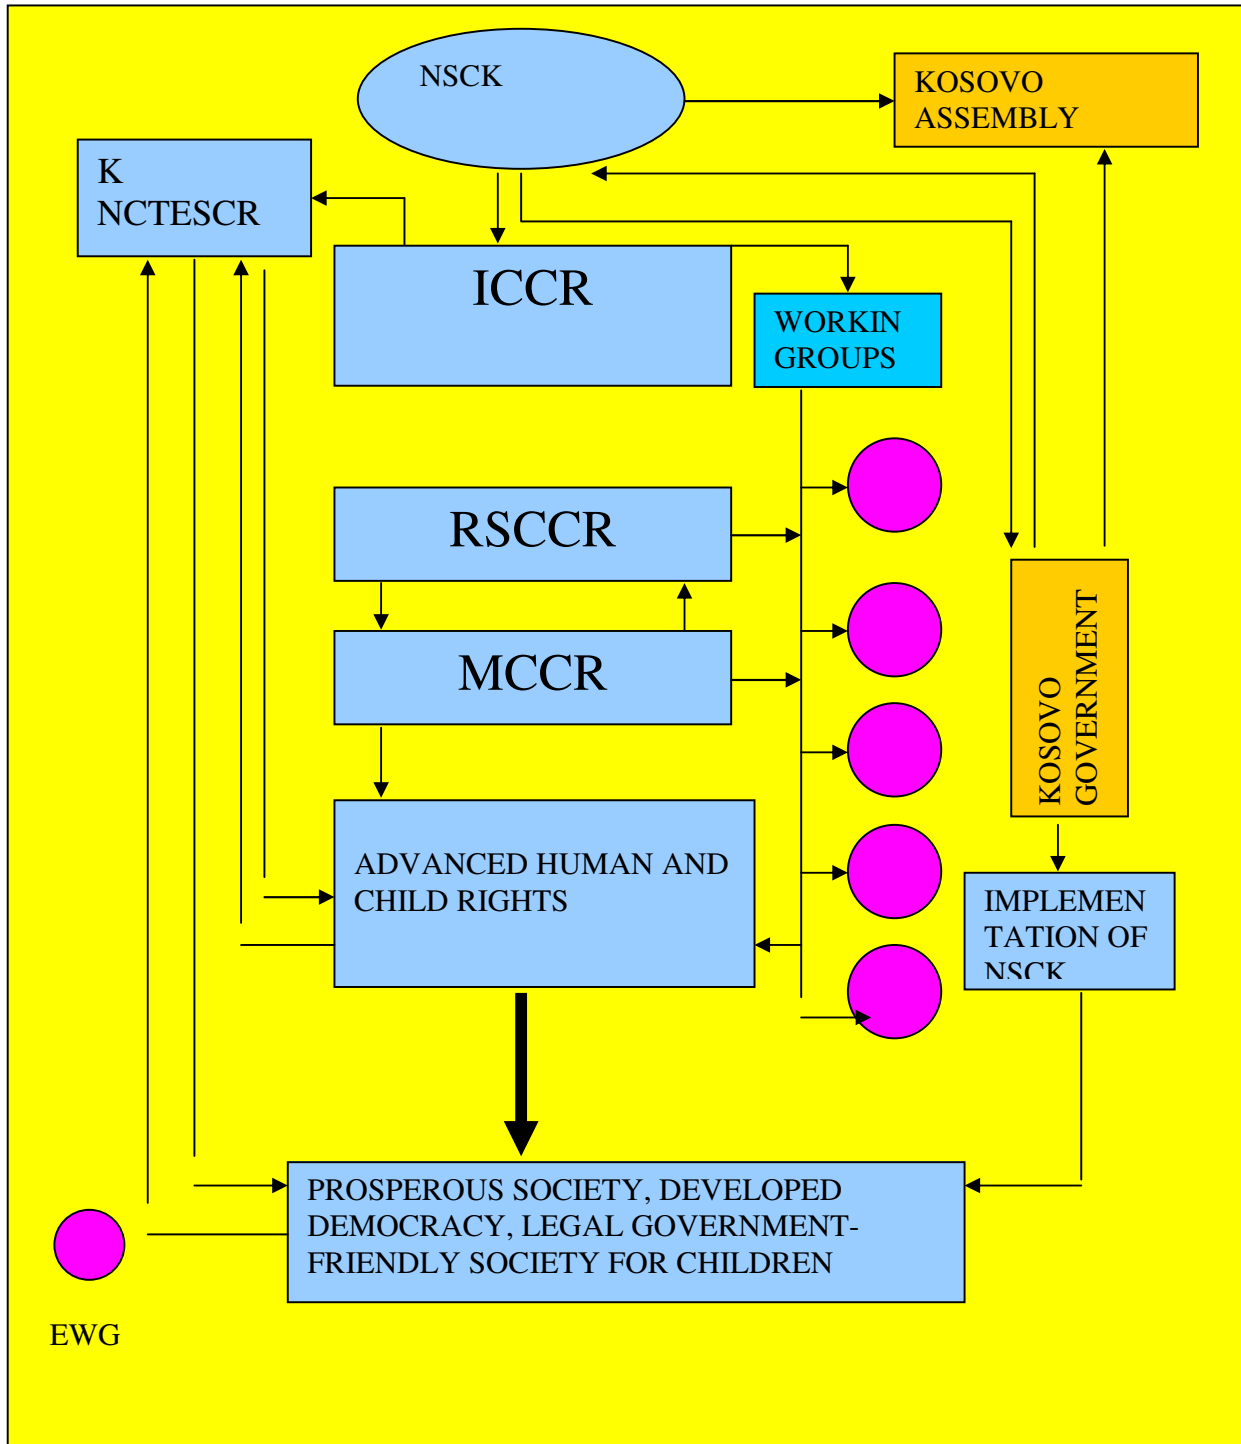 NSCK
KOSOVO
ASSEMBLY
K
NCTESCR
ICCR
WORKIN
GROUPS
RSCCR
MCCR
KOSOVO
GOVERNMENT
ADVANCED HUMAN AND
CHILD RIGHTS
IMPLEMEN
TATION OF
NSCK
PROSPEROUS SOCIETY, DEVELOPED
DEMOCRACY, LEGAL GOVERNMENT-
FRIENDLY SOCIETY FOR CHILDREN
EWG